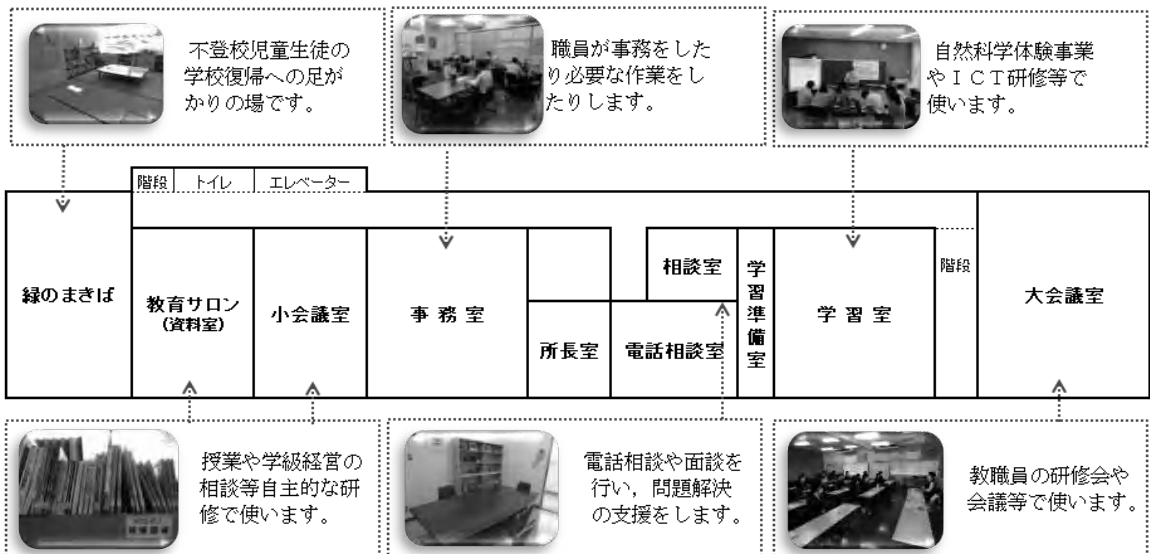 不登校児童生徒の
学校復帰への足が
かりの場です。
職員が事務をした
り必要な作業をし
たりします。
自然科学体験事業
やＩＣＴ研修等で
使います。
階段
トイレ
エレベーター
緑のまきば
教育サロン
(資料室)
小会議室
事務室
所長室
相談室
電話相談室
学習準備室
学習室
階段
大会議室
授業や学級経営の
相談等自主的な研
修で使います。
電話相談や面談を
行い，問題解決
の支援をします。
教職員の研修会や
会議等で使います。